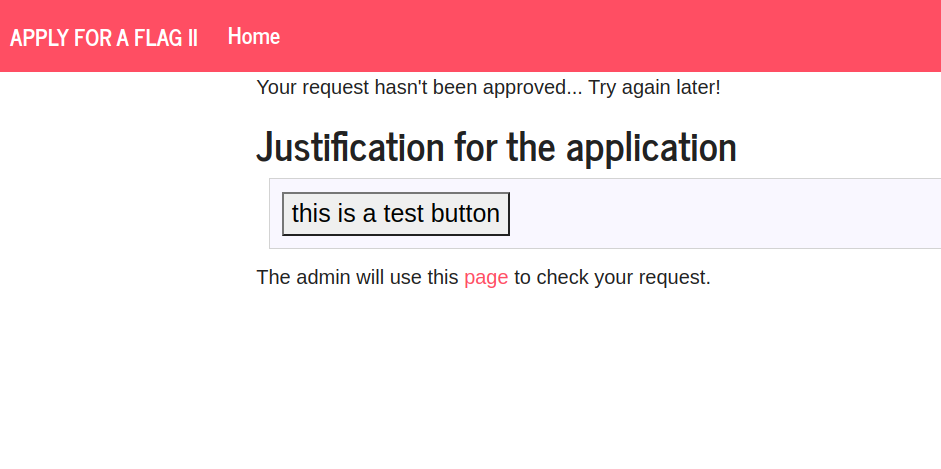 APPLY FOR A FLAG II Home
Your request hasn't been approved... Try again later!
Justification for the application
this is a test button
The admin will use this page to check your request.